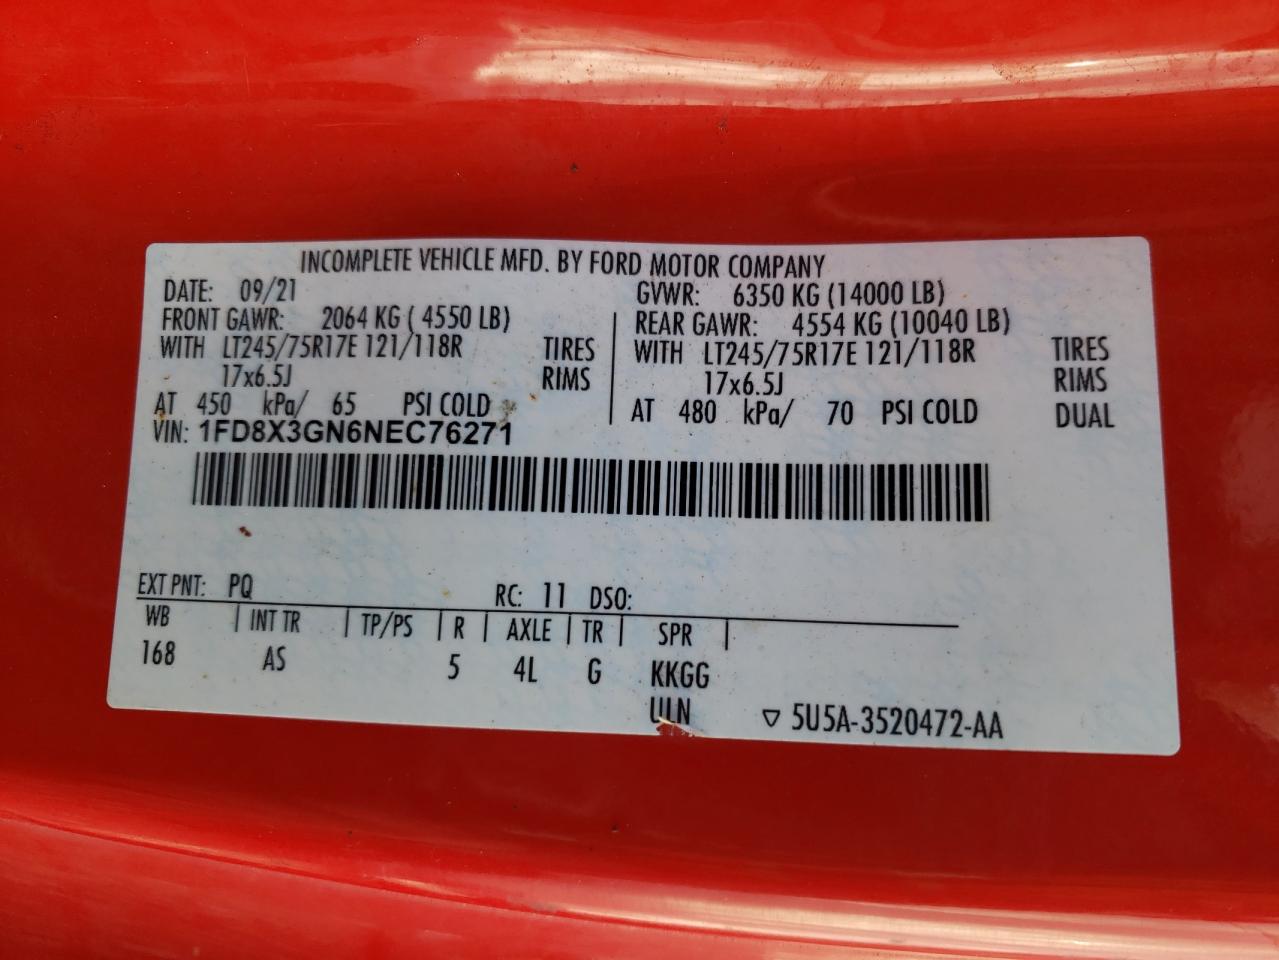 INCOMPLETE VEHICLE MFD. BY FORD MOTOR COMPANY
DATE: 09/21 GVWR: 6350 KG (14000 LB)
FRONT GAWR: 2064 KG ( 4550 LB) REAR GAWR: 4554 KG (10040 LB)
WITH LT245/75R17E 121/118R TIRES WITH LT245/75R17E 121/118R TIRES
17x6.5J RIMS 17x6.5J RIMS
AT 450 kPa/ 65 PSI COLD AT 480 kPa/ 70 PSI COLD DUAL
VIN: 1FD8X3GN6NEC76271
EXT PNT: PQ RC: 11 DSO:
WB | INT TR | TP/PS | R | AXLE | TR | SPR |
168 AS 5 4L G KKGG
ULN ▽ 5U5A-3520472-AA